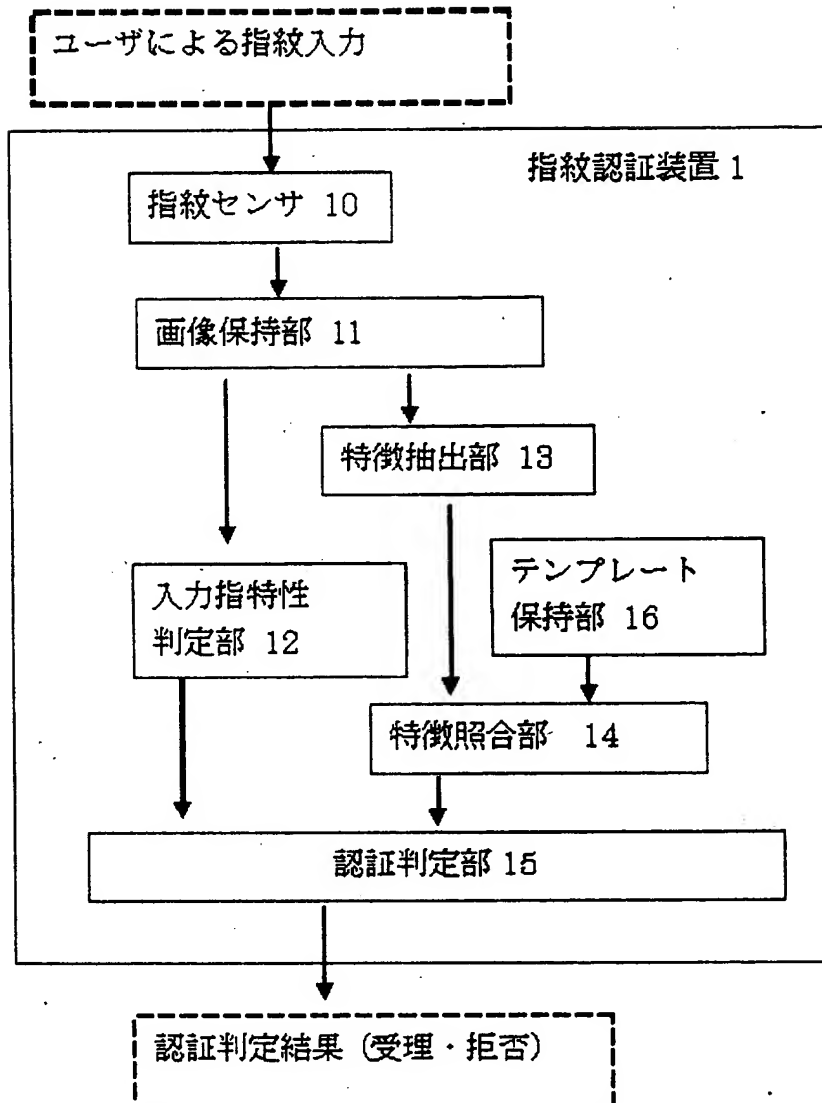 ユーザによる指紋入力
指紋認証装置 1
指紋センサ 10
画像保持部 11
特徴抽出部 13
入力指特性
判定部 12
テンプレート
保持部 16
特徴照合部 14
認証判定部 15
認証判定結果 (受理・拒否)